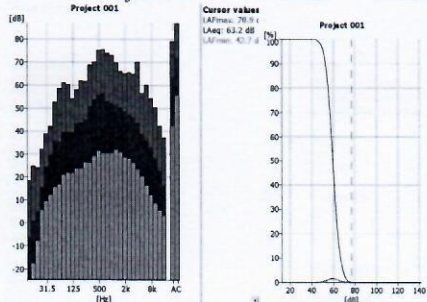 Project 001
[dB]
80
70
60
50
40
30
20
10
0
-10
-20
31.5 125 500 2k 8k AC
[Hz]
Cursor values
LAFmax: 78.9
LAeq: 63.2 dB
LAFmin: 42.7 d
Project 001
[%]
100
90
80
70
60
50
40
30
20
10
0
20 40 60 80 100 120 140
[dB]